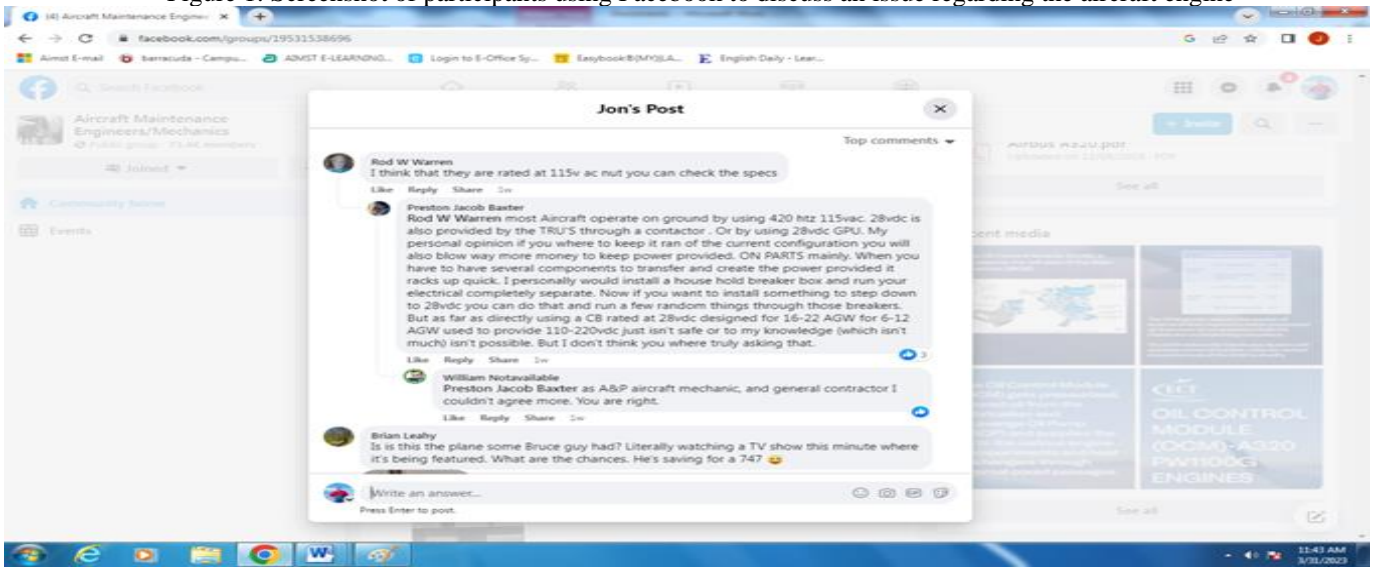 Figure 1: Screenshot of participants using Facebook to discuss an issue regarding the aircraft engine
(4) Aircraft Maintenance Engine
facebook.com/groups/19531538696
Aimst E-mail barracuda - Campu... AIMST E-LEARNING... Login to E-Office Sy... Easybook®(MY)|LA... English Daily - Lear...
Search Facebook
Jon's Post
Aircraft Maintenance
Engineers/Mechanics
Public group
Invite
Joined
Community home
Events
Top comments
Airbus A320.pdf
See all
Rod W Warren
I think that they are rated at 115v ac nut you can check the specs
Like Reply Share 1w
Preston Jacob Baxter
Rod W Warren most Aircraft operate on ground by using 420 htz 115vac. 28vdc is
also provided by the TRU'S through a contactor . Or by using 28vdc GPU. My
personal opinion if you where to keep it ran of the current configuration you will
also blow way more money to keep power provided. ON PARTS mainly. When you
have to have several components to transfer and create the power provided it
racks up quick. I personally would install a house hold breaker box and run your
electrical completely separate. Now if you want to install something to step down
to 28vdc you can do that and run a few random things through those breakers.
But as far as directly using a CB rated at 28vdc designed for 16-22 AGW for 6-12
AGW used to provide 110-220vdc just isn't safe or to my knowledge (which isn't
much) isn't possible. But I don't think you where truly asking that.
3
Like Reply Share 1w
William Notavailable
Preston Jacob Baxter as A&P aircraft mechanic, and general contractor I
couldn't agree more. You are right.
Like Reply Share 1w
Brian Leahy
Is is this the plane some Bruce guy had? Literally watching a TV show this minute where
it's being featured. What are the chances. He's saving for a 747
Write an answer...
Press Enter to post.
OIL CONTROL
MODULE
(OCM)- A320
PW1100G
ENGINES
See all
11:43 AM
3/31/2023